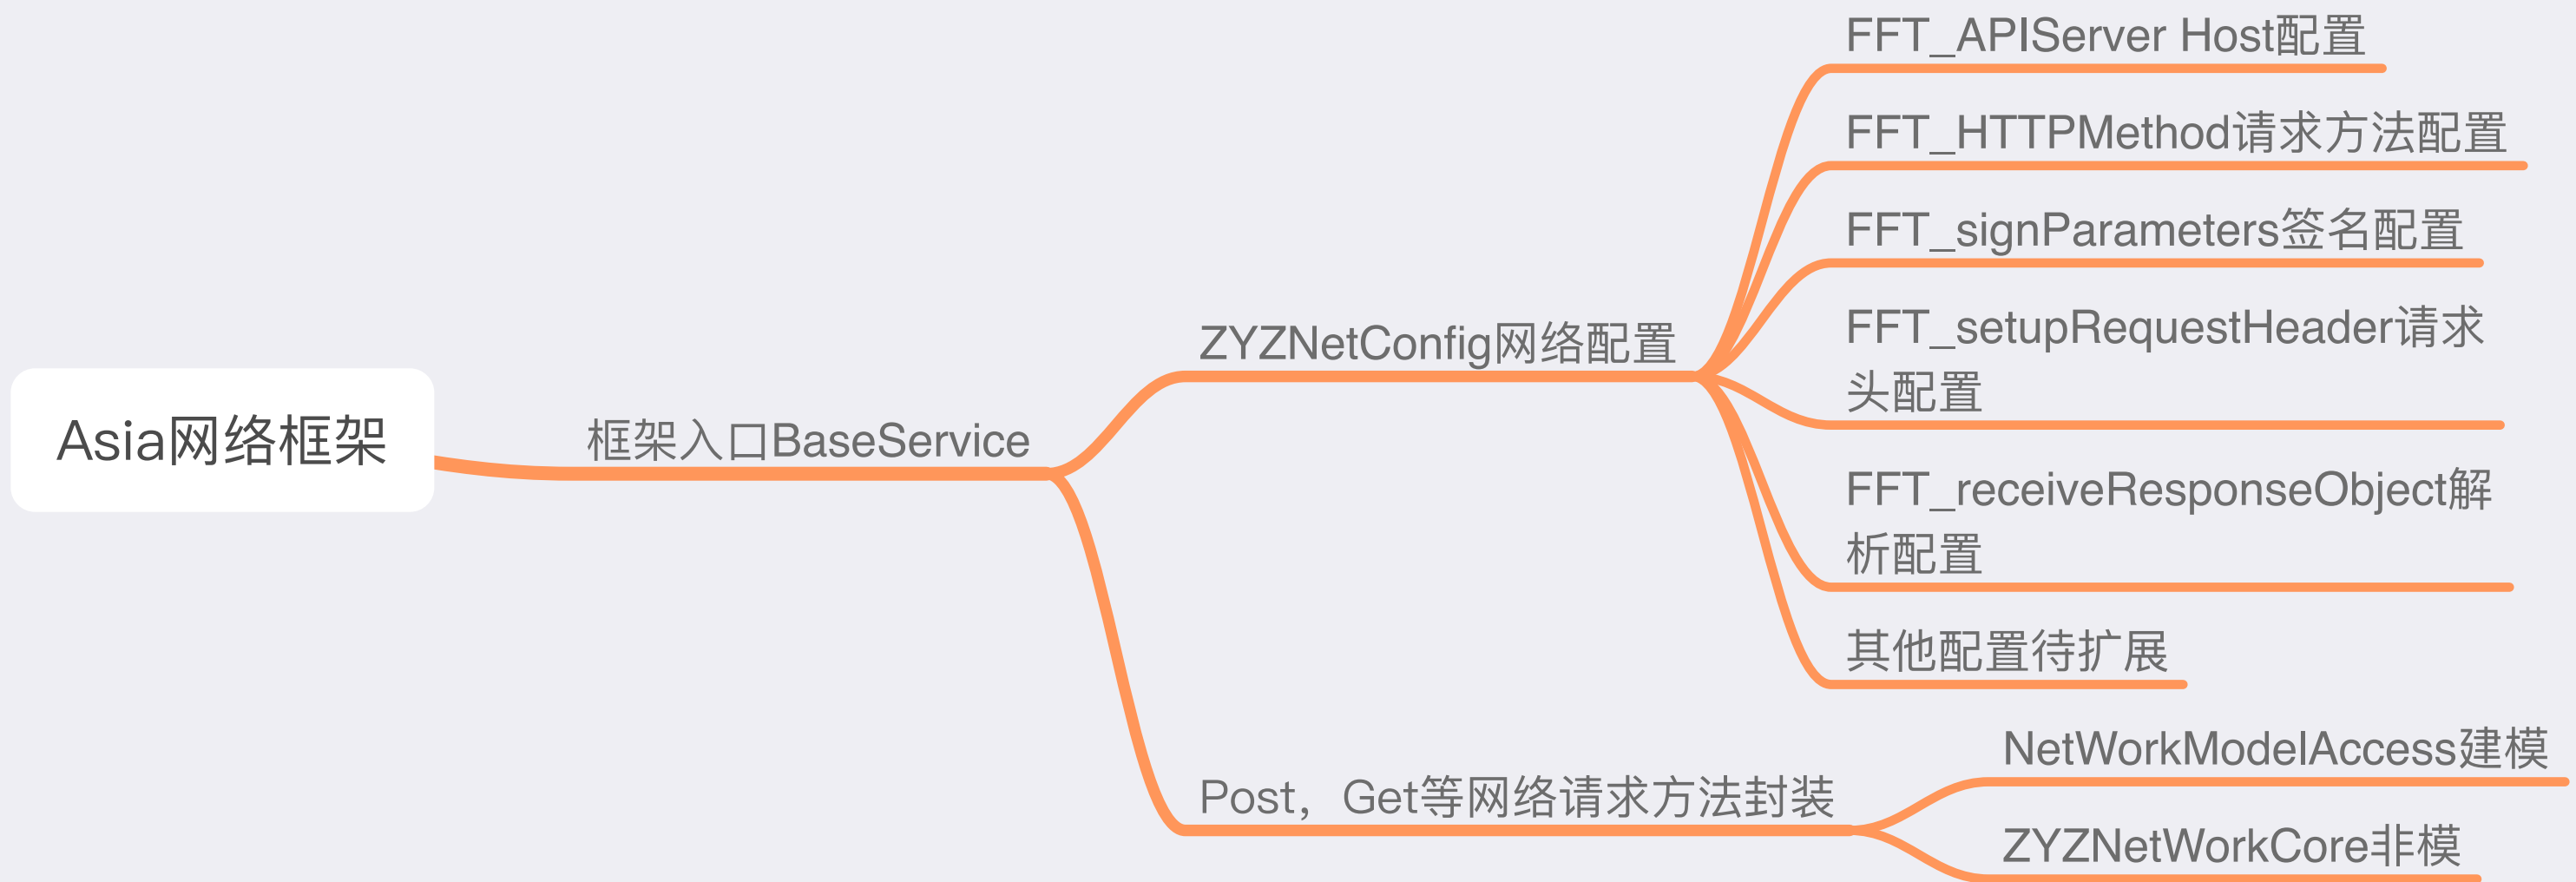 FFT_APIServer Host配置
FFT_HTTPMethod请求方法配置
FFT_signParameters签名配置
FFT_setupRequestHeader请求
头配置
ZYZNetConfig网络配置
Asia网络框架
框架入口BaseService
FFT_receiveResponseObject解
析配置
其他配置待扩展
NetWorkModelAccess建模
Post，Get等网络请求方法封装
ZYZNetWorkCore非模